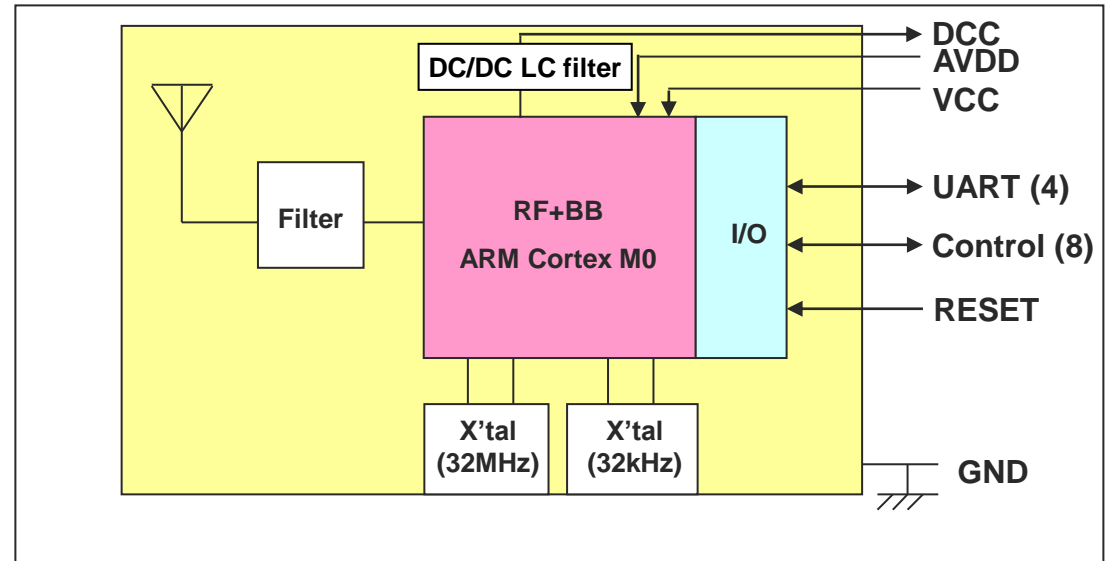 DCC
DC/DC LC filter
AVDD
VCC
UART (4)
Filter
RF+BB
I/O
ARM Cortex M0
Control (8)
RESET
X'tal
(32MHz)
X'tal
(32kHz)
GND